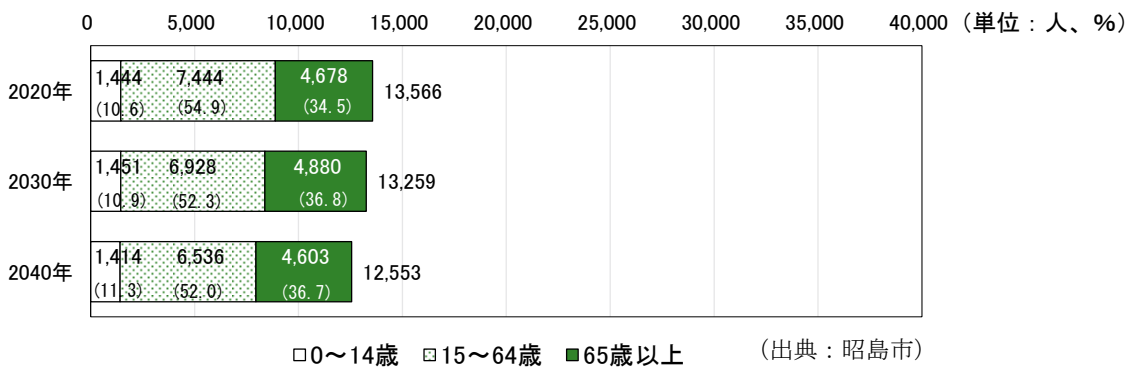 0 5,000 10,000 15,000 20,000 25,000 30,000 35,000 40,000 (単位：人、%)
2020年 1,444 7,444 4,678 13,566
(10.6) (54.9) (34.5)
2030年 1,451 6,928 4,880 13,259
(10.9) (52.3) (36.8)
2040年 1,414 6,536 4,603 12,553
(11.3) (52.0) (36.7)
0～14歳 15～64歳 65歳以上 (出典：昭島市)